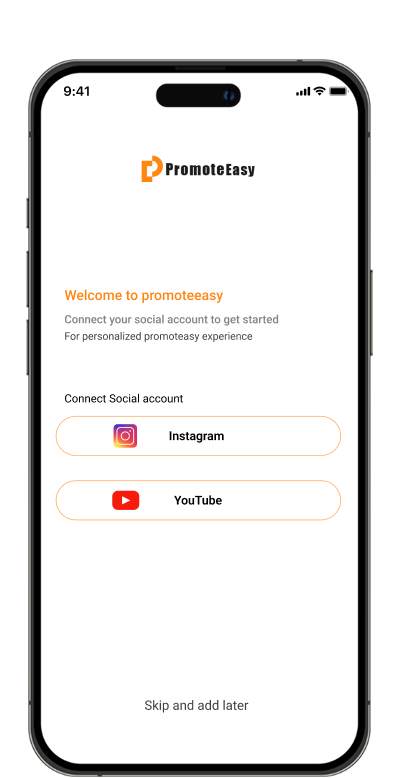 9:41
PromoteEasy
Welcome to promoteeasy
Connect your social account to get started
For personalized promoteasy experience
Connect Social account
Instagram
YouTube
Skip and add later